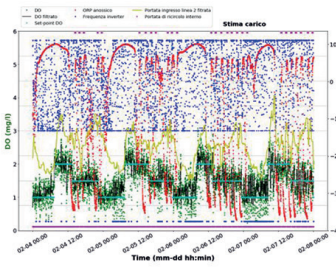 DO
DO filtrato
Set-point DO
ORP anossico
Frequenza inverter
Portata ingresso linea 2 filtrata
Portata di ricircolo interno
Stima carico
DO (mg/l)
6
5
4
3
2
1
0
10
02-04 00:00
02-04 12:00
02-05 00:00
02-05 12:00
02-06 00:00
02-06 12:00
02-07 00:00
02-07 12:00
02-08 00:00
Time (mm-dd hh:mm)